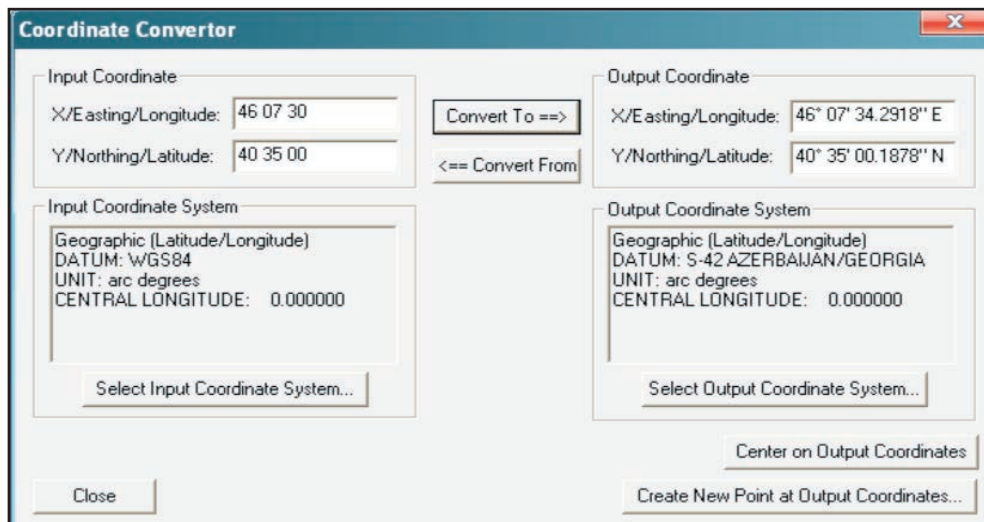 Coordinate Convertor
X
Input Coordinate
X/Easting/Longitude: 46 07 30
Y/Northing/Latitude: 40 35 00
Convert To ==>
<== Convert From
Output Coordinate
X/Easting/Longitude: 46° 07' 34.2918'' E
Y/Northing/Latitude: 40° 35' 00.1878'' N
Input Coordinate System
Geographic (Latitude/Longitude)
DATUM: WGS84
UNIT: arc degrees
CENTRAL LONGITUDE: 0.000000
Select Input Coordinate System...
Output Coordinate System
Geographic (Latitude/Longitude)
DATUM: S-42 AZERBAIJAN/GEORGIA
UNIT: arc degrees
CENTRAL LONGITUDE: 0.000000
Select Output Coordinate System...
Center on Output Coordinates
Close
Create New Point at Output Coordinates...